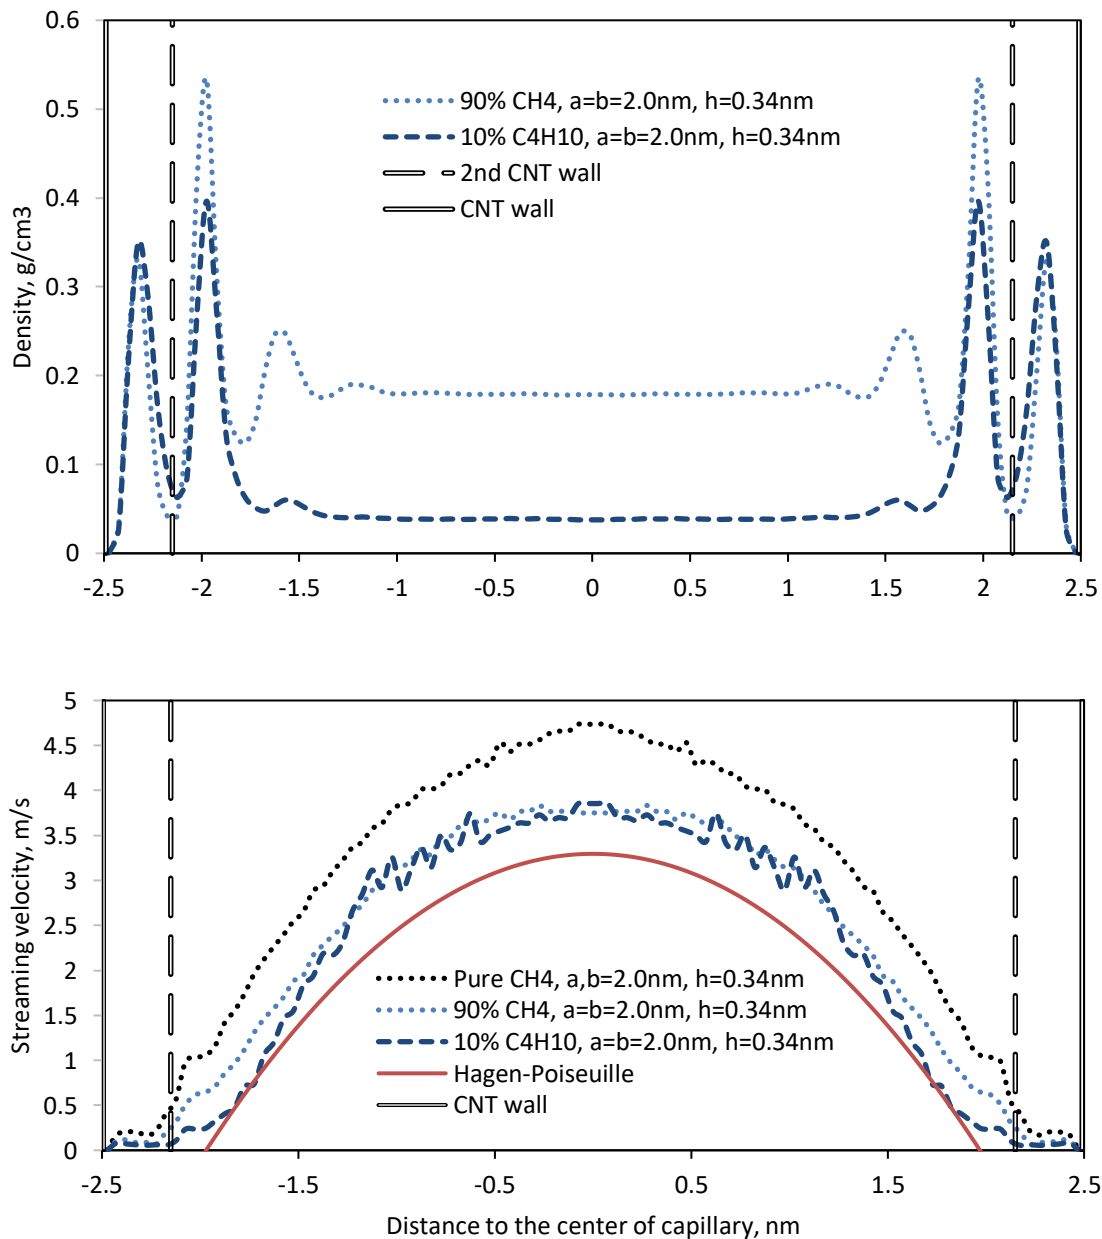 0.6
0.5
0.4
0.3
0.2
0.1
0
Density, g/cm3
90% CH4, a=b=2.0nm, h=0.34nm
10% C4H10, a=b=2.0nm, h=0.34nm
2nd CNT wall
CNT wall
-2.5 -2 -1.5 -1 -0.5 0 0.5 1 1.5 2 2.5
5
4.5
4
3.5
3
2.5
2
1.5
1
0.5
0
Streaming velocity, m/s
Pure CH4, a,b=2.0nm, h=0.34nm
90% CH4, a=b=2.0nm, h=0.34nm
10% C4H10, a=b=2.0nm, h=0.34nm
Hagen-Poiseuille
CNT wall
-2.5 -1.5 -0.5 0.5 1.5 2.5
Distance to the center of capillary, nm